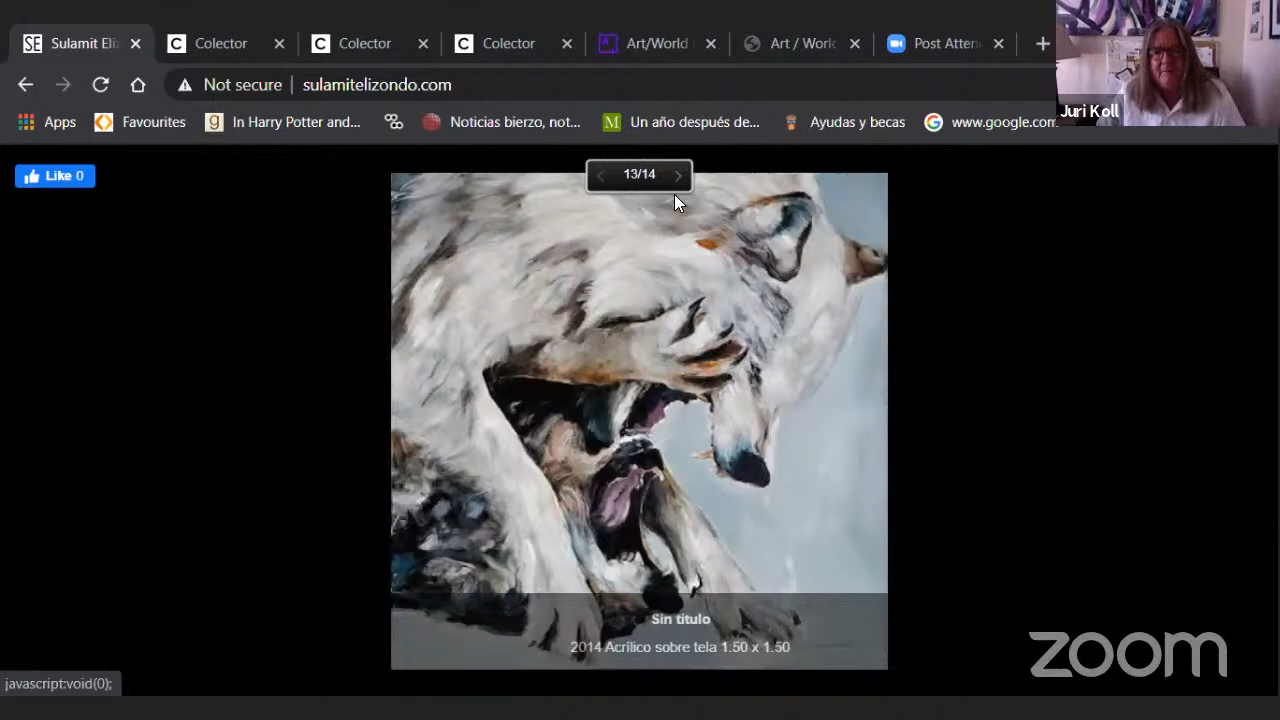 SE Sulamit Eli
C Colector
C Colector
C Colector
Art/World
Art / Work
Post Atten
Not secure sulamitelizondo.com
Apps
Favourites
g In Harry Potter and...
Noticias bierzo, not...
M Un año después de...
Ayudas y becas
G www.google.com
Juri Koll
Like 0
13/14
Sin título
2014 Acrílico sobre tela 1.50 x 1.50
zoom
javascript:void(0);